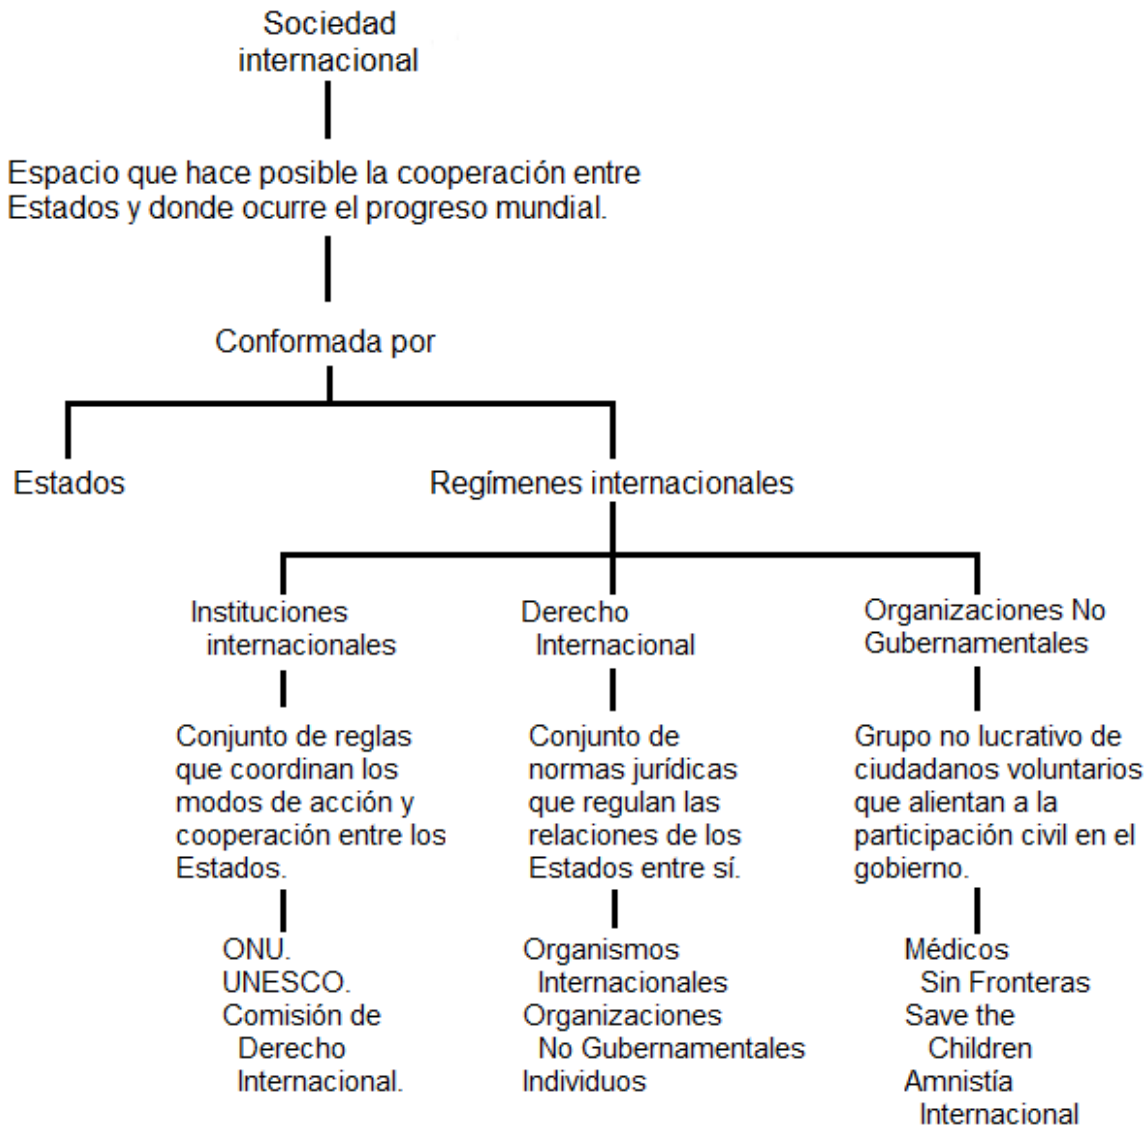 Sociedad
internacional
Espacio que hace posible la cooperación entre
Estados y donde ocurre el progreso mundial.
Conformada por
Estados
Regímenes internacionales
Instituciones
internacionales
Conjunto de reglas
que coordinan los
modos de acción y
cooperación entre los
Estados.
ONU.
UNESCO.
Comisión de
Derecho
Internacional.
Derecho
Internacional
Conjunto de
normas jurídicas
que regulan las
relaciones de los
Estados entre sí.
Organismos
Internacionales
Organizaciones
No Gubernamentales
Individuos
Organizaciones No
Gubernamentales
Grupo no lucrativo de
ciudadanos voluntarios
que alientan a la
participación civil en el
gobierno.
Médicos
Sin Fronteras
Save the
Children
Amnistía
Internacional